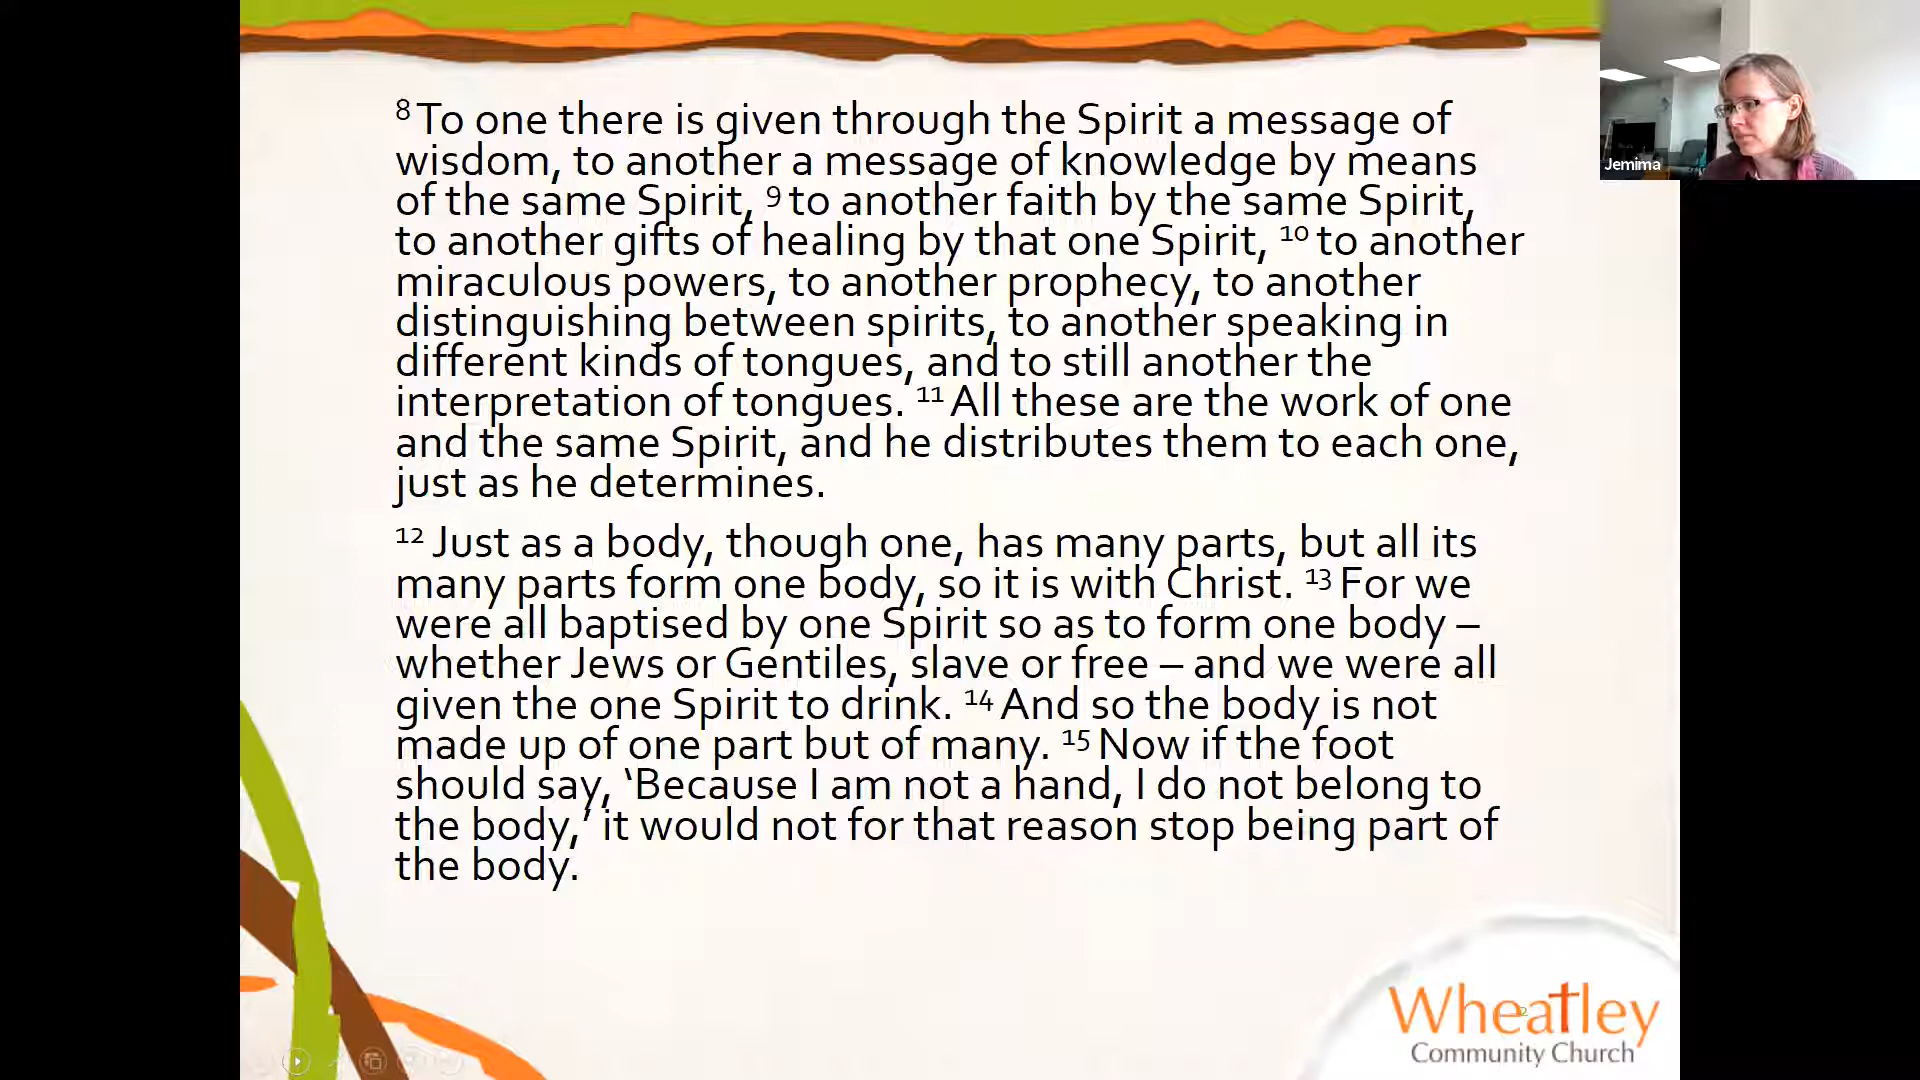 8 To one there is given through the Spirit a message of
wisdom, to another a message of knowledge by means
of the same Spirit, 9 to another faith by the same Spirit,
to another gifts of healing by that one Spirit, 10 to another
miraculous powers, to another prophecy, to another
distinguishing between spirits, to another speaking in
different kinds of tongues, and to still another the
interpretation of tongues. 11 All these are the work of one
and the same Spirit, and he distributes them to each one,
just as he determines.
12 Just as a body, though one, has many parts, but all its
many parts form one body, so it is with Christ. 13 For we
were all baptised by one Spirit so as to form one body –
whether Jews or Gentiles, slave or free – and we were all
given the one Spirit to drink. 14 And so the body is not
made up of one part but of many. 15 Now if the foot
should say, ‘Because I am not a hand, I do not belong to
the body,’ it would not for that reason stop being part of
the body.
Jemima
Wheatley
Community Church